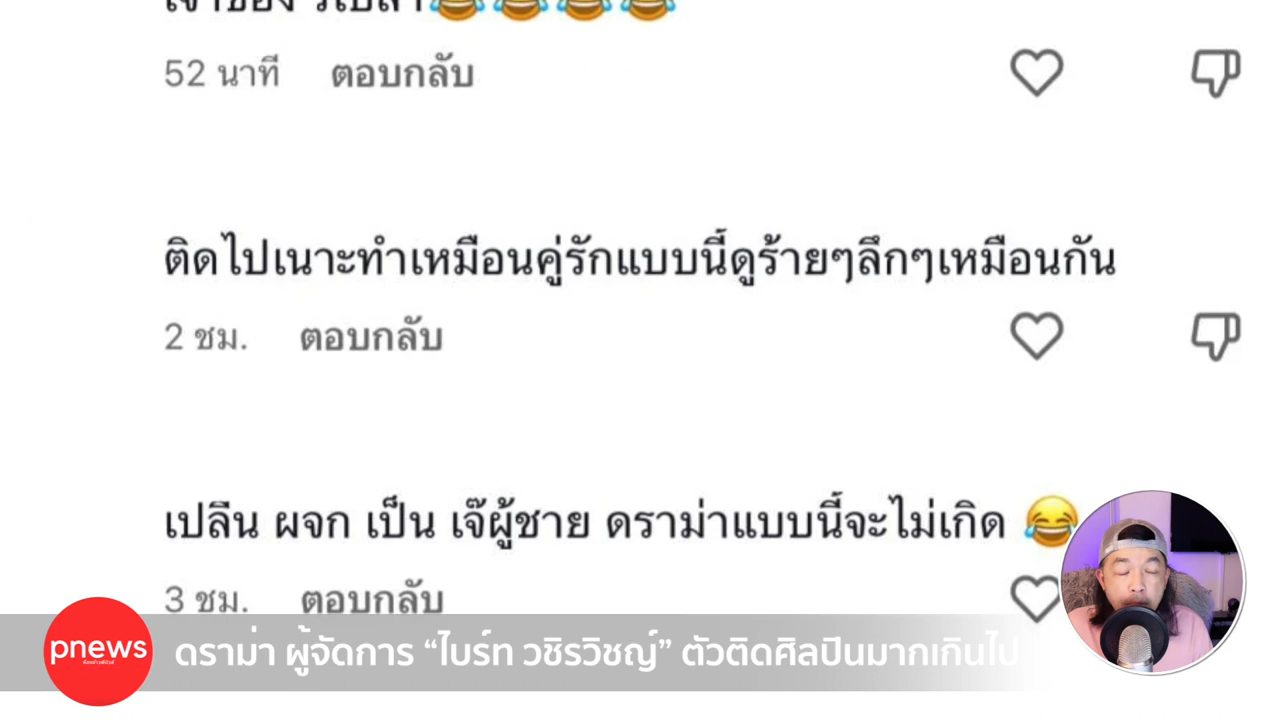 52 นาที ตอบกลับ
ติดไปเนาะทำเหมือนคู่รักแบบนี้ดูร้ายๆลึกๆเหมือนกัน
2 ชม. ตอบกลับ
เปลีน ผจก เป็น เจ๊ผู้ชาย ดราม่าแบบนี้จะไม่เกิด 😂
3 ชม. ตอบกลับ
pnews
ดราม่า ผู้จัดการ “ไบร์ท วชิรวิชญ์” ตัวติดศิลปินมากเกินไป